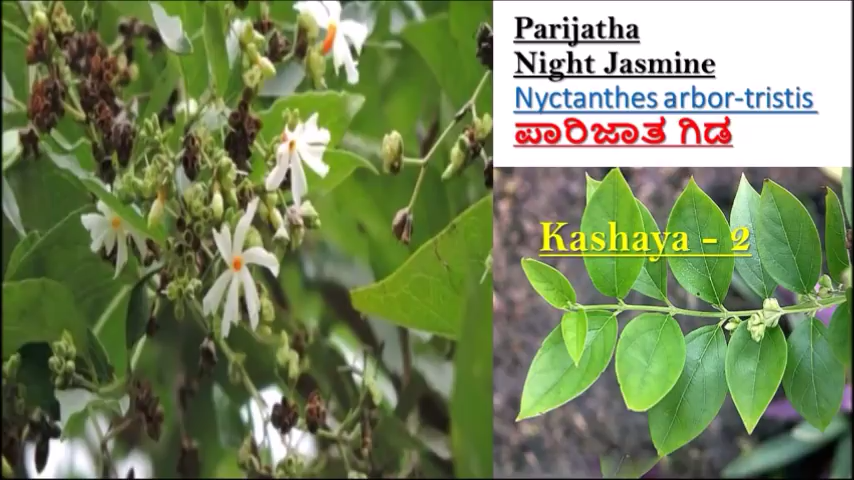 Parijatha
Night Jasmine
Nyctanthes arbor-tristis
ಪಾರಿಜಾತ ಗಿಡ
Kashaya - 2